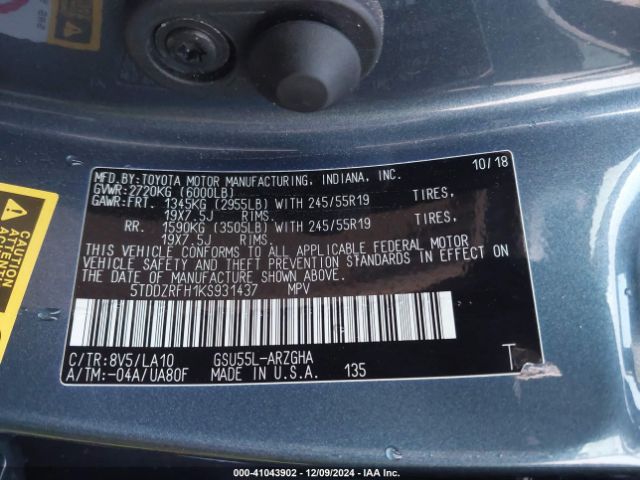 MFD.BY:TOYOTA MOTOR MANUFACTURING, INDIANA, INC. 10/18
GVWR:2720KG (6000LB)
GAWR:FRT. 1345KG (2955LB) WITH 245/55R19 TIRES,
19X7.5J RIMS.
RR. 1590KG (3505LB) WITH 245/55R19 TIRES,
19X7.5J RIMS.
THIS VEHICLE CONFORMS TO ALL APPLICABLE FEDERAL MOTOR
VEHICLE SAFETY AND THEFT PREVENTION STANDARDS IN EFFECT ON
THE DATE OF MANUFACTURE SHOWN ABOVE.
5TDDZRFH1KS931437 MPV
C/TR:8V5/LA10 GSU55L-ARZGHA T
A/TM:-04A/UA80F MADE IN U.S.A. 135
ATTENTION
000-41043902 - 12/09/2024 - IAA Inc.